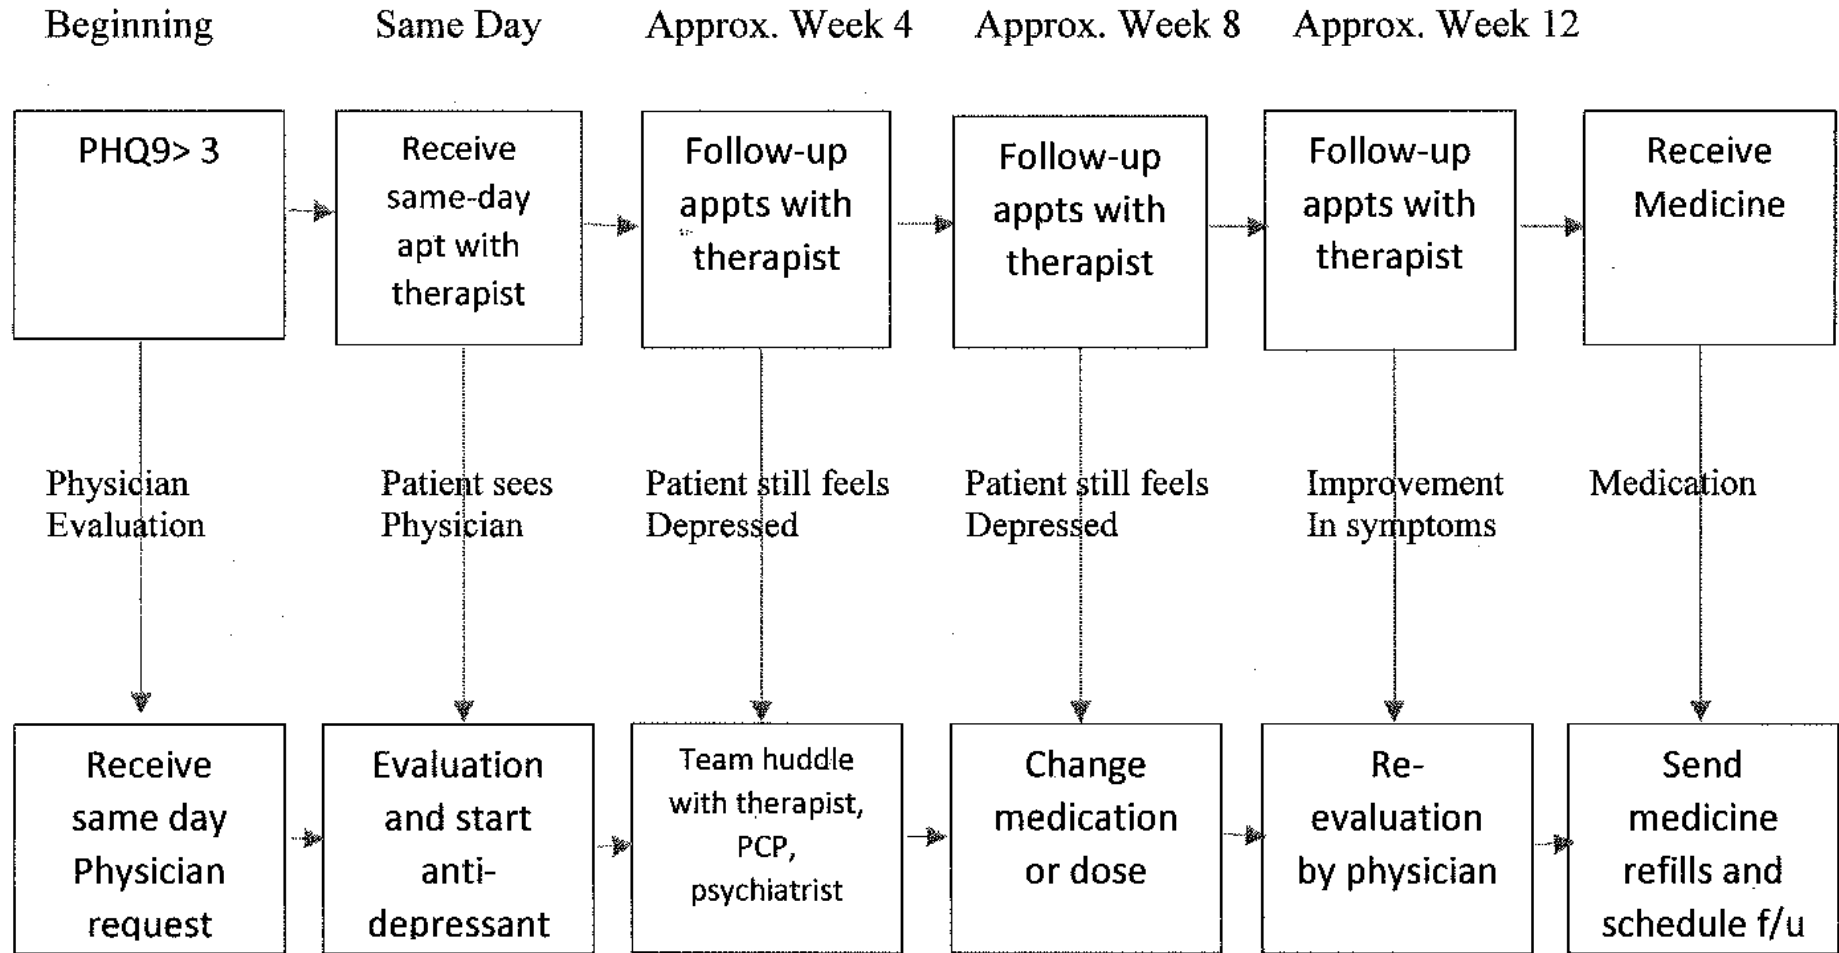 Beginning
Same Day
Approx. Week 4
Approx. Week 8
Approx. Week 12
PHQ9> 3
Receive
same-day
apt with
therapist
Follow-up
appts with
therapist
Follow-up
appts with
therapist
Follow-up
appts with
therapist
Receive
Medicine
Physician
Evaluation
Patient sees
Physician
Patient still feels
Depressed
Patient still feels
Depressed
Improvement
In symptoms
Medication
Receive
same day
Physician
request
Evaluation
and start
anti-
depressant
Team huddle
with therapist,
PCP,
psychiatrist
Change
medication
or dose
Re-
evaluation
by physician
Send
medicine
refills and
schedule f/u